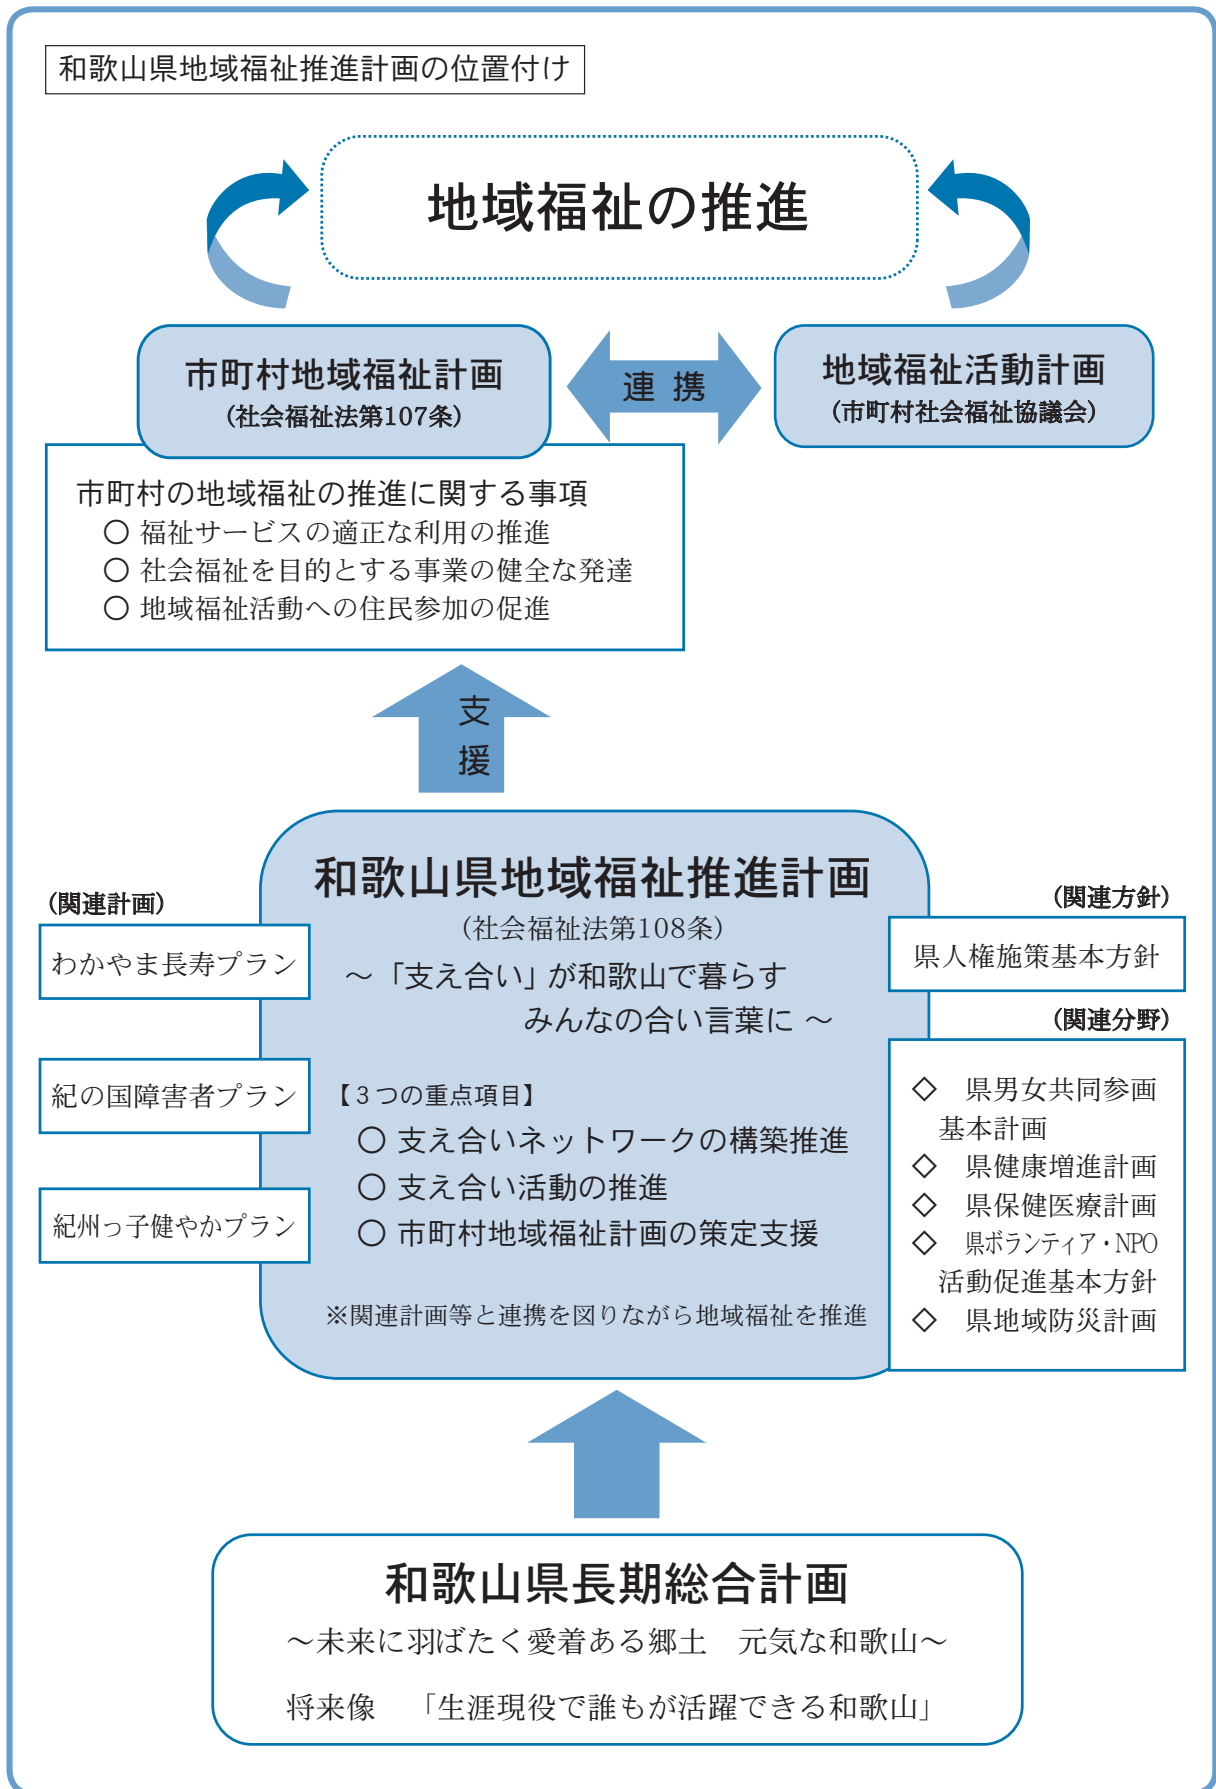 和歌山県地域福祉推進計画の位置付け
地域福祉の推進
市町村地域福祉計画
(社会福祉法第107条)
連 携
地域福祉活動計画
(市町村社会福祉協議会)
市町村の地域福祉の推進に関する事項
○ 福祉サービスの適正な利用の推進
○ 社会福祉を目的とする事業の健全な発達
○ 地域福祉活動への住民参加の促進
支
援
和歌山県地域福祉推進計画
(社会福祉法第108条)
～「支え合い」が和歌山で暮らす
みんなの合い言葉に ～
【３つの重点項目】
○ 支え合いネットワークの構築推進
○ 支え合い活動の推進
○ 市町村地域福祉計画の策定支援
※関連計画等と連携を図りながら地域福祉を推進
(関連計画)
わかやま長寿プラン
紀の国障害者プラン
紀州っ子健やかプラン
(関連方針)
県人権施策基本方針
(関連分野)
◇　県男女共同参画
基本計画
◇　県健康増進計画
◇　県保健医療計画
◇　県ボランティア・NPO
活動促進基本方針
◇　県地域防災計画
和歌山県長期総合計画
～未来に羽ばたく愛着ある郷土　元気な和歌山～
将来像　「生涯現役で誰もが活躍できる和歌山」